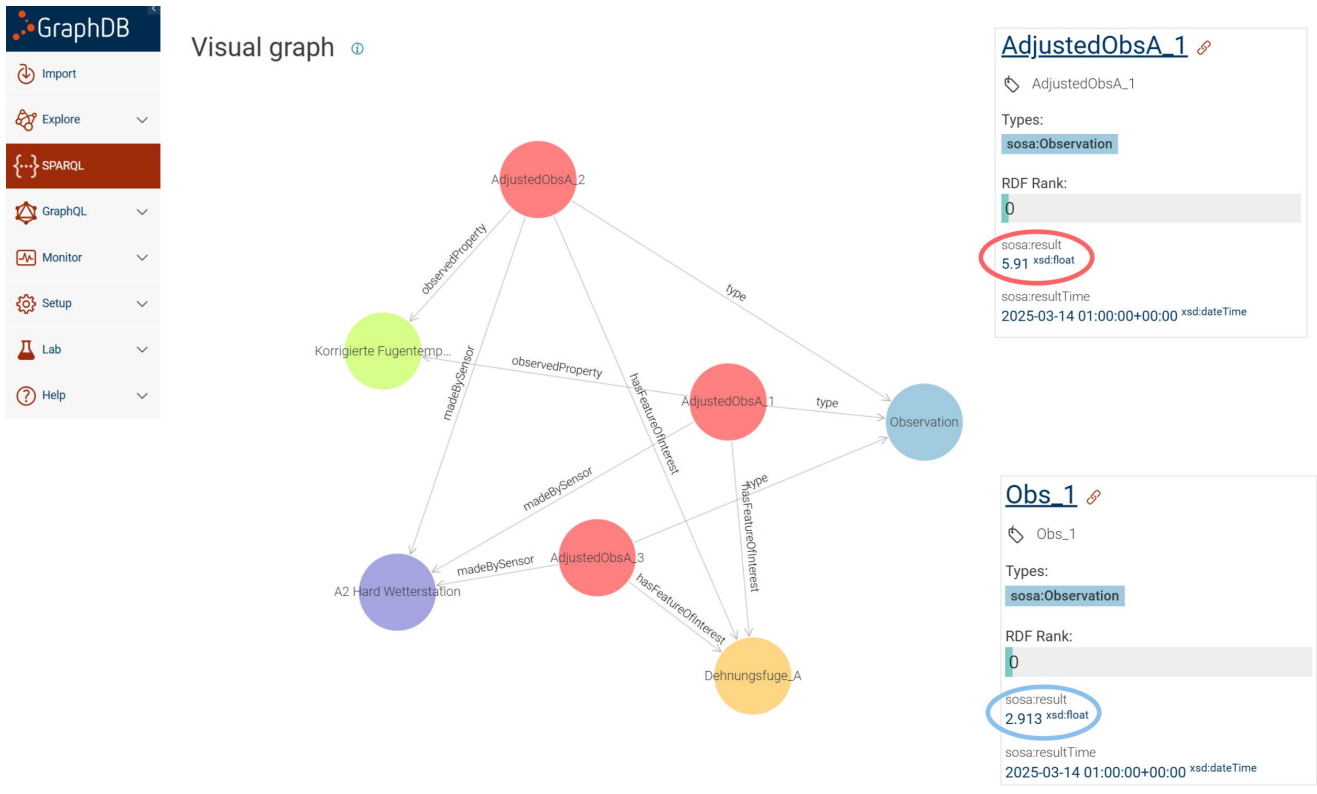 GraphDB
Import
Explore
SPARQL
GraphQL
Monitor
Setup
Lab
Help
Visual graph
AdjustedObsA_2
observedProperty
type
Korrigierte Fugentemp...
madeBySensor
observedProperty
hasFeatureOfInterest
AdjustedObsA_1
type
Observation
madeBySensor
type
hasFeatureOfInterest
AdjustedObsA_3
madeBySensor
A2 Hard Wetterstation
hasFeatureOfInterest
Dehnungsfuge_A
AdjustedObsA_1
AdjustedObsA_1
Types:
sosa:Observation
RDF Rank:
0
sosa:result
5.91 xsd:float
sosa:resultTime
2025-03-14 01:00:00+00:00 xsd:dateTime
Obs_1
Obs_1
Types:
sosa:Observation
RDF Rank:
0
sosa:result
2.913 xsd:float
sosa:resultTime
2025-03-14 01:00:00+00:00 xsd:dateTime